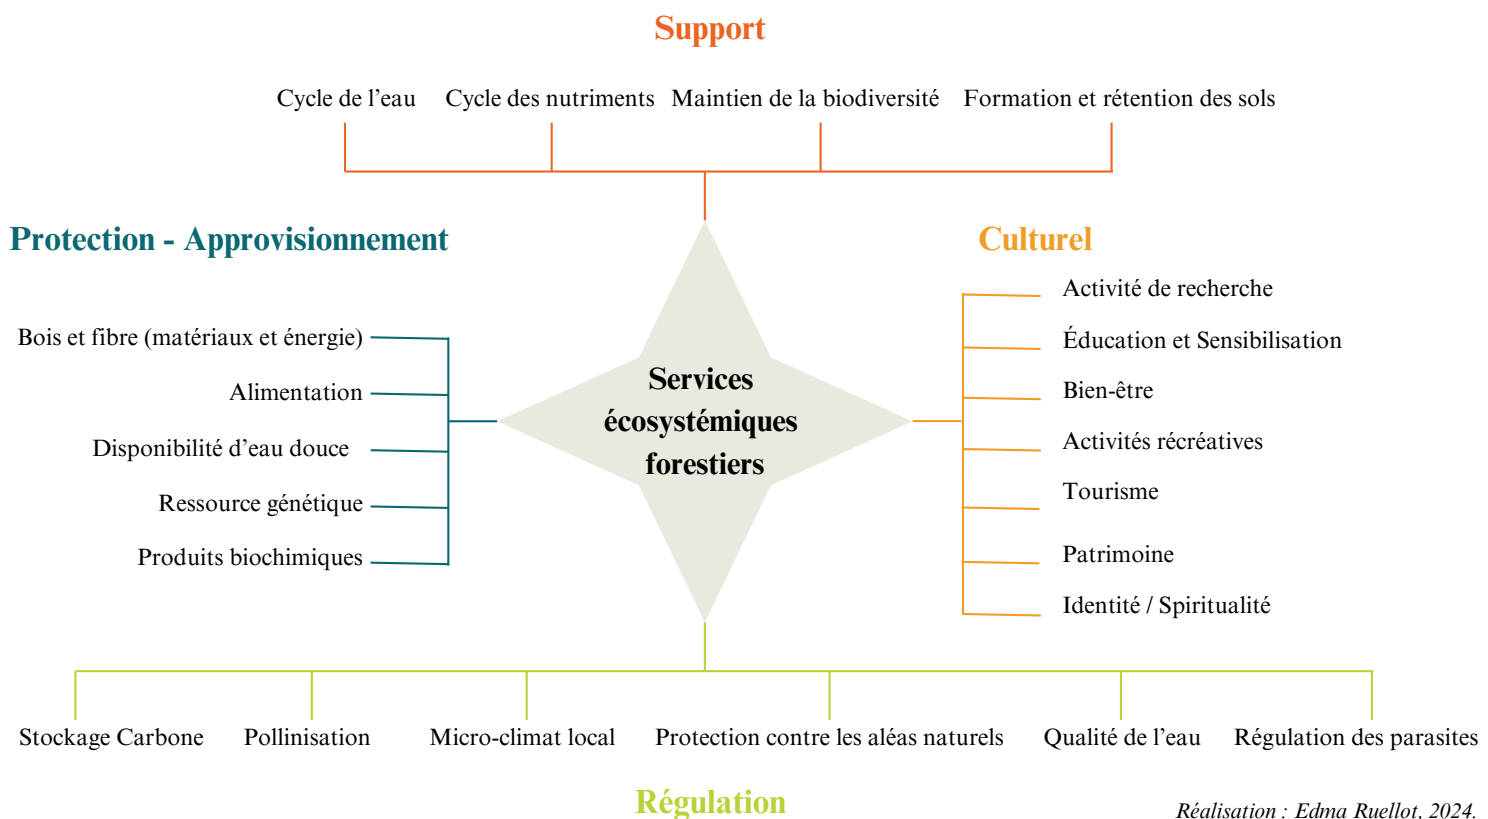 Support
Cycle de l'eau
Cycle des nutriments
Maintien de la biodiversité
Formation et rétention des sols
Protection - Approvisionnement
Bois et fibre (matériaux et énergie)
Alimentation
Disponibilité d'eau douce
Ressource génétique
Produits biochimiques
Services
écosystémiques
forestiers
Culturel
Activité de recherche
Éducation et Sensibilisation
Bien-être
Activités récréatives
Tourisme
Patrimoine
Identité / Spiritualité
Stockage Carbone
Pollinisation
Micro-climat local
Protection contre les aléas naturels
Qualité de l'eau
Régulation des parasites
Régulation
Réalisation : Edma Ruellot, 2024.